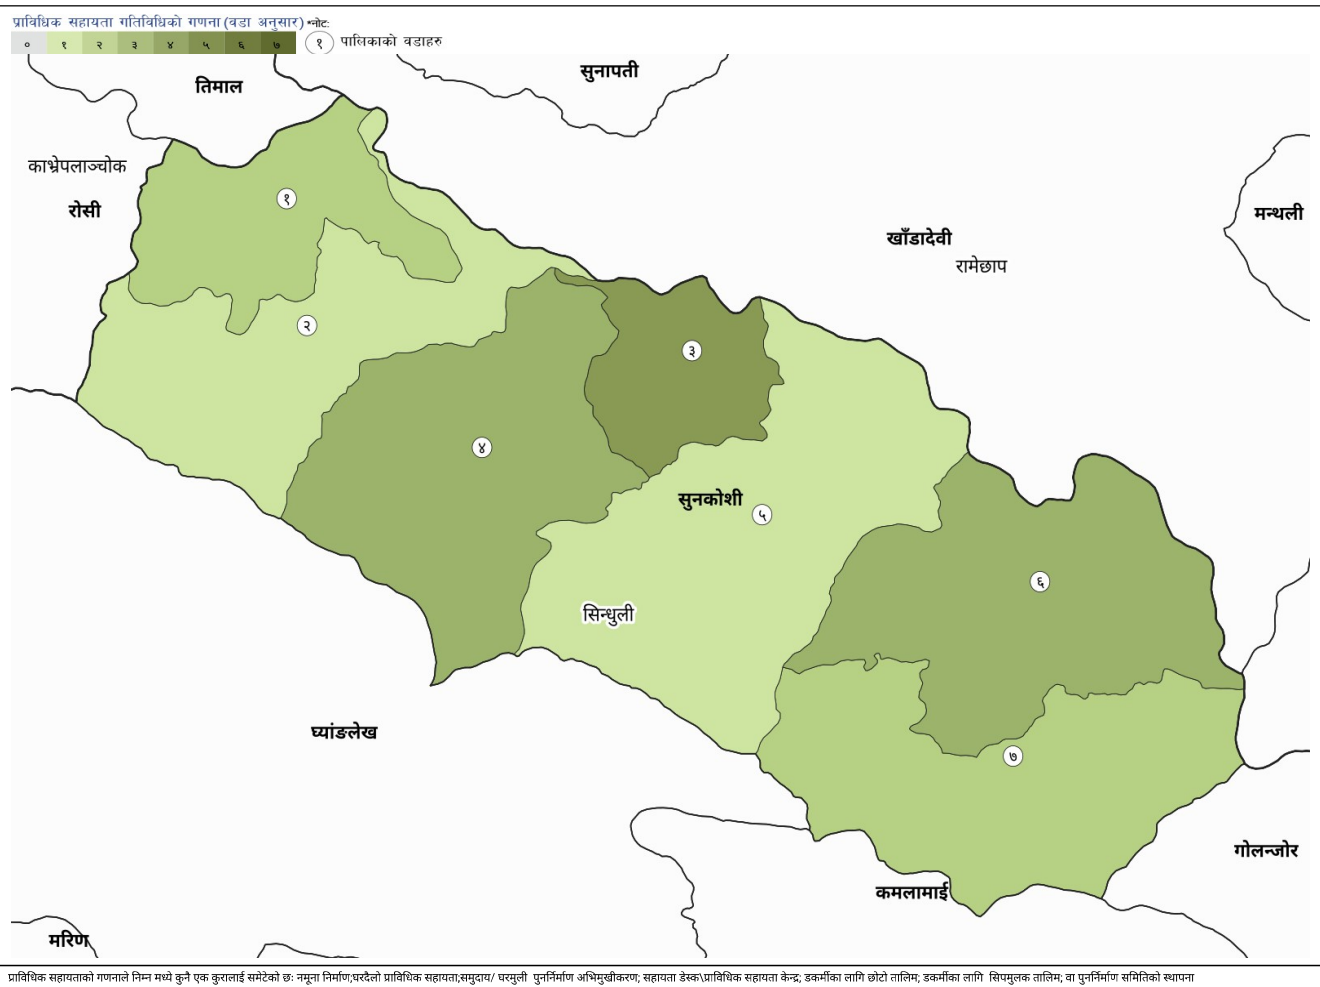 प्राविधिक सहायता गतिविधिको गणना (वडा अनुसार) *नोट:
० १ २ ३ ४ ५ ६ ७ १ पालिकाको वडाहरु
सुनापती
तिमाल
काभ्रेपलाञ्चोक
१
रोसी
मन्थली
खाँडादेवी
रामेछाप
२
३
४
सुनकोशी
५
६
सिन्धुली
घ्यांङलेख
७
गोलन्जोर
कमलामाई
मरिण
प्राविधिक सहायताको गणनाले निम्न मध्ये कुनै एक कुरालाई समेटेको छः नमूना निर्माण;घरदैलो प्राविधिक सहायता;समुदाय/ घरमुली पुनर्निर्माण अभिमुखीकरण; सहायता डेस्क\प्राविधिक सहायता केन्द्र; डकर्मीका लागि छोटो तालिम; डकर्मीका लागि सिपमुलक तालिम; वा पुनर्निर्माण समितिको स्थापना